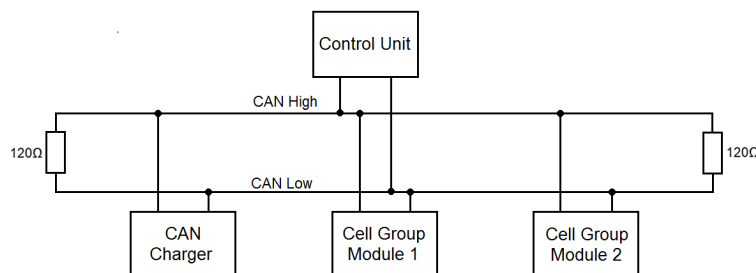 Control Unit
CAN High
120Ω
120Ω
CAN Low
CAN
Charger
Cell Group
Module 1
Cell Group
Module 2